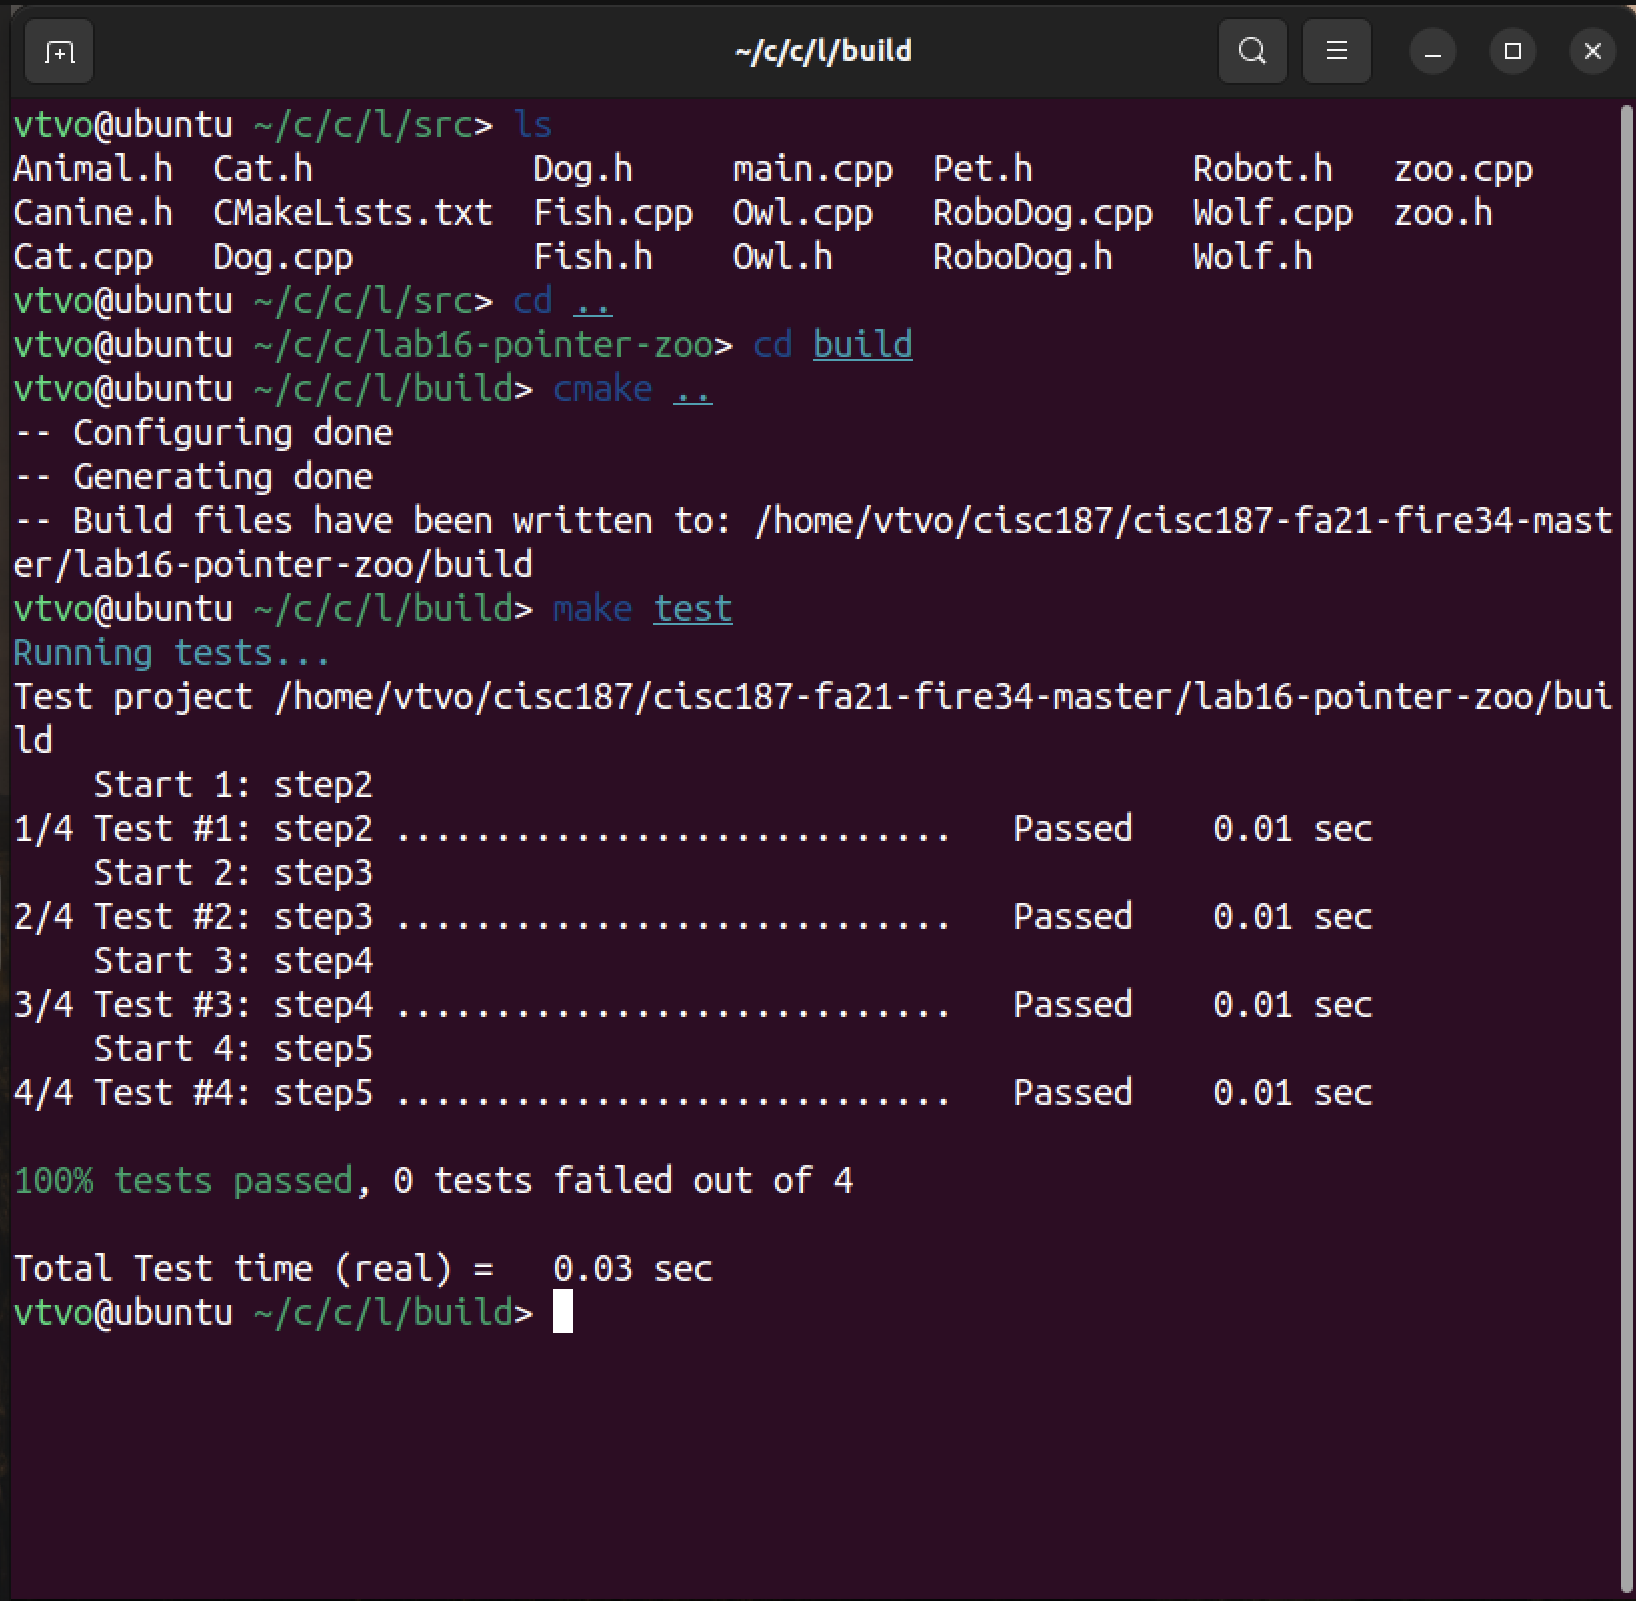 ~/c/c/l/build
vtvo@ubuntu ~/c/c/l/src> ls
Animal.h  Cat.h           Dog.h     main.cpp  Pet.h        Robot.h   zoo.cpp
Canine.h  CMakeLists.txt  Fish.cpp  Owl.cpp   RoboDog.cpp  Wolf.cpp  zoo.h
Cat.cpp   Dog.cpp         Fish.h    Owl.h     RoboDog.h    Wolf.h
vtvo@ubuntu ~/c/c/l/src> cd ..
vtvo@ubuntu ~/c/c/lab16-pointer-zoo> cd build
vtvo@ubuntu ~/c/c/l/build> cmake ..
-- Configuring done
-- Generating done
-- Build files have been written to: /home/vtvo/cisc187/cisc187-fa21-fire34-mast
er/lab16-pointer-zoo/build
vtvo@ubuntu ~/c/c/l/build> make test
Running tests...
Test project /home/vtvo/cisc187/cisc187-fa21-fire34-master/lab16-pointer-zoo/bui
ld
    Start 1: step2
1/4 Test #1: step2 ............................   Passed    0.01 sec
    Start 2: step3
2/4 Test #2: step3 ............................   Passed    0.01 sec
    Start 3: step4
3/4 Test #3: step4 ............................   Passed    0.01 sec
    Start 4: step5
4/4 Test #4: step5 ............................   Passed    0.01 sec

100% tests passed, 0 tests failed out of 4

Total Test time (real) =   0.03 sec
vtvo@ubuntu ~/c/c/l/build>